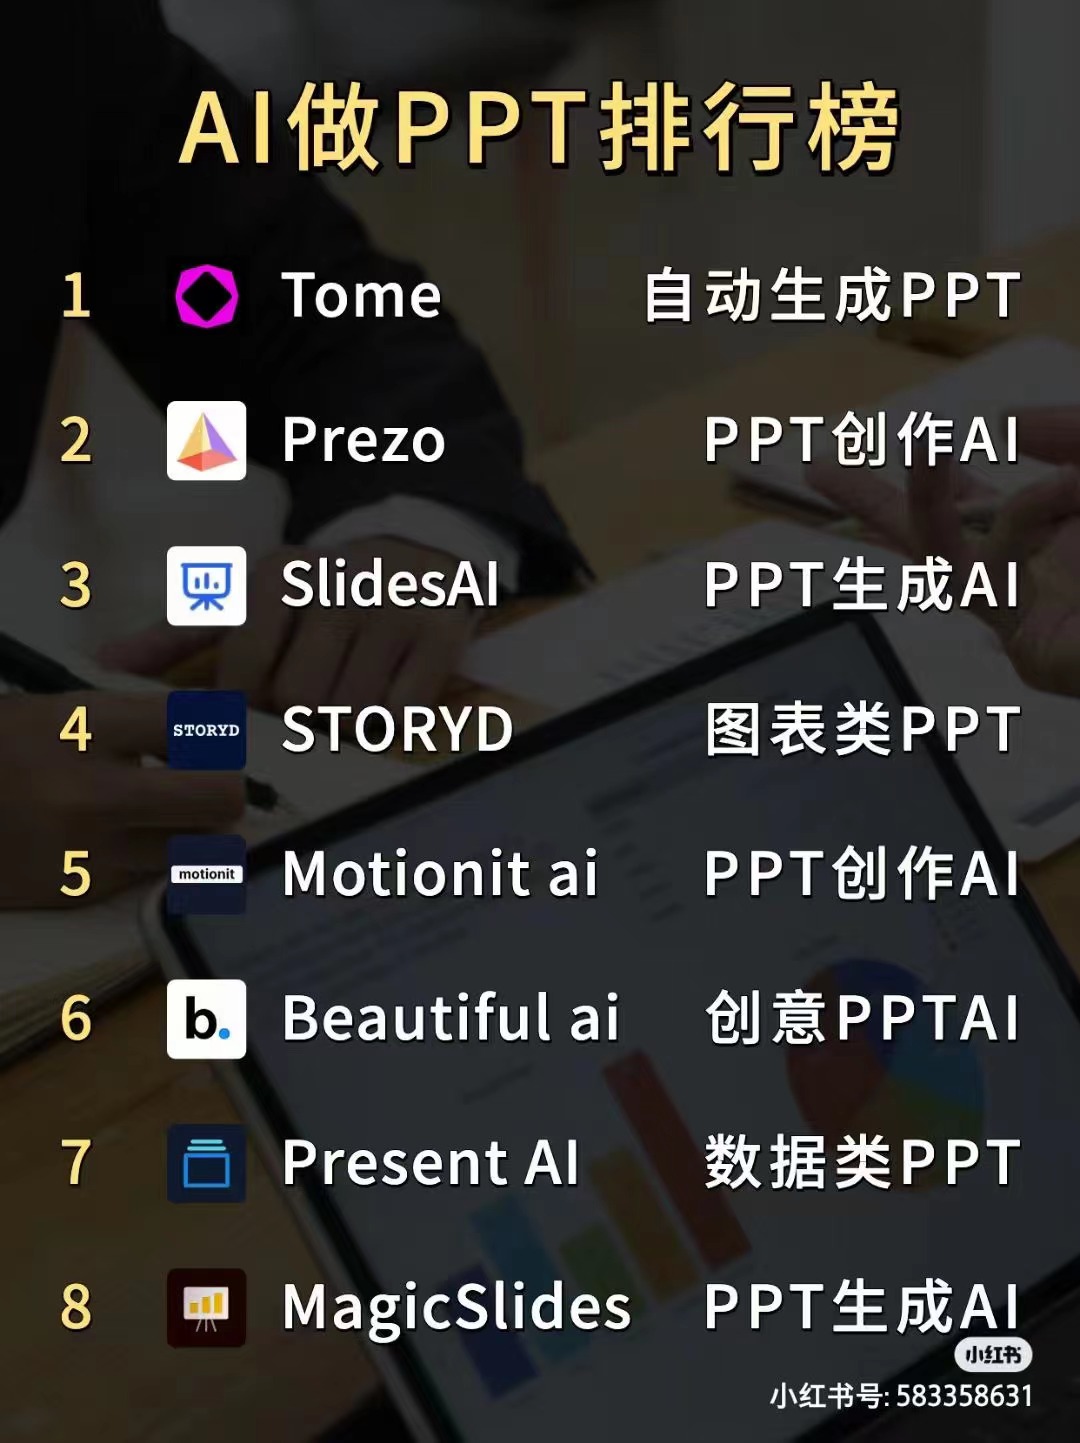 AI做PPT排行榜
1 Tome 自动生成PPT
2 Prezo PPT创作AI
3 SlidesAI PPT生成AI
4 STORYD STORYD 图表类PPT
5 motionit Motionit ai PPT创作AI
6 b. Beautiful ai 创意PPTAI
7 Present AI 数据类PPT
8 MagicSlides PPT生成AI
小红书
小红书号: 583358631